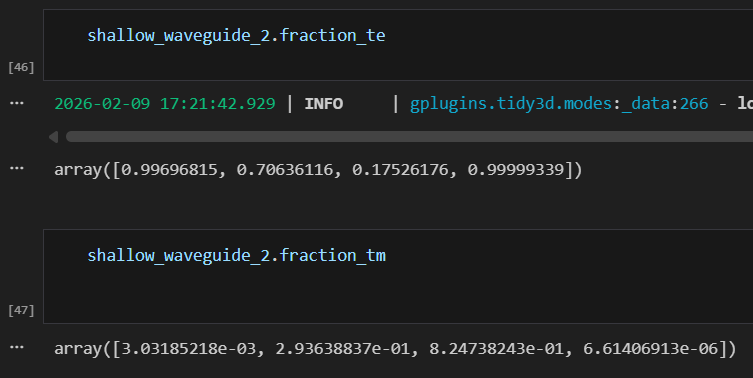 shallow_waveguide_2.fraction_te
[46]
... 2026-02-09 17:21:42.929 | INFO     | gplugins.tidy3d.modes:_data:266 - lo
... array([0.99696815, 0.70636116, 0.17526176, 0.99999339])
shallow_waveguide_2.fraction_tm
[47]
... array([3.03185218e-03, 2.93638837e-01, 8.24738243e-01, 6.61406913e-06])